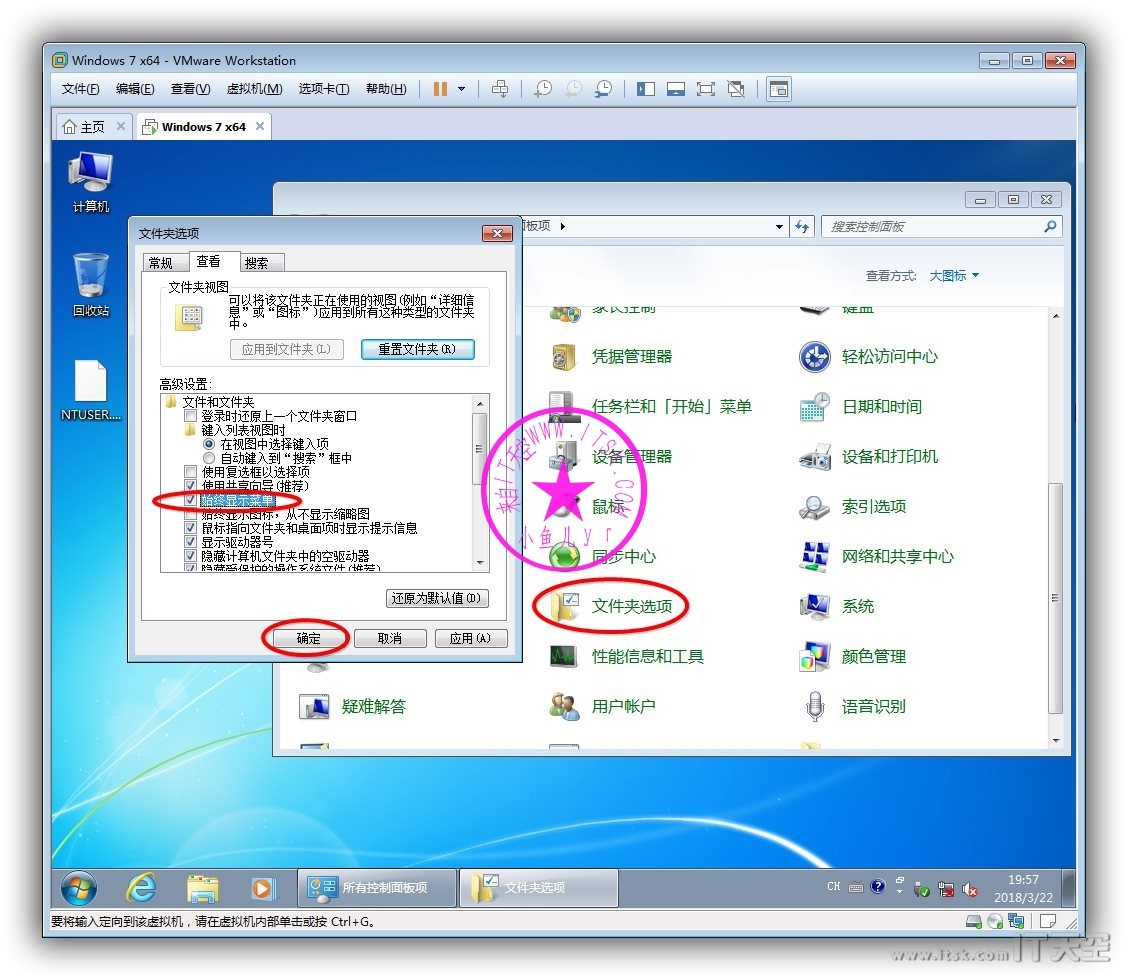 Windows 7 x64 - VMware Workstation
文件(F) 编辑(E) 查看(V) 虚拟机(M) 选项卡(T) 帮助(H)
主页 Windows 7 x64
计算机
回收站
NTUSER....
板项
搜索控制面板
查看方式: 大图标
家长控制 键盘
凭据管理器 轻松访问中心
任务栏和「开始」菜单 日期和时间
设备管理器 设备和打印机
鼠标 索引选项
同步中心 网络和共享中心
文件夹选项 系统
性能信息和工具 颜色管理
疑难解答 用户帐户 语音识别
文件夹选项
常规 查看 搜索
文件夹视图
可以将该文件夹正在使用的视图(例如“详细信
息”或“图标”)应用到所有这种类型的文件夹
中。
应用到文件夹(L) 重置文件夹(R)
高级设置:
文件和文件夹
登录时还原上一个文件夹窗口
键入列表视图时
在视图中选择键入项
自动键入到“搜索”框中
使用复选框以选择项
使用共享向导(推荐)
始终显示菜单
始终显示图标，从不显示缩略图
鼠标指向文件夹和桌面项时显示提示信息
显示驱动器号
隐藏计算机文件夹中的空驱动器
隐藏受保护的操作系统文件(推荐)
还原为默认值(D)
确定 取消 应用(A)
来自IT天空WWW.ITSK.COM
小鱼儿yr
所有控制面板项 文件夹选项
CH
19:57
2018/3/22
要将输入定向到该虚拟机，请在虚拟机内部单击或按 Ctrl+G。
www.itsk.com IT天空